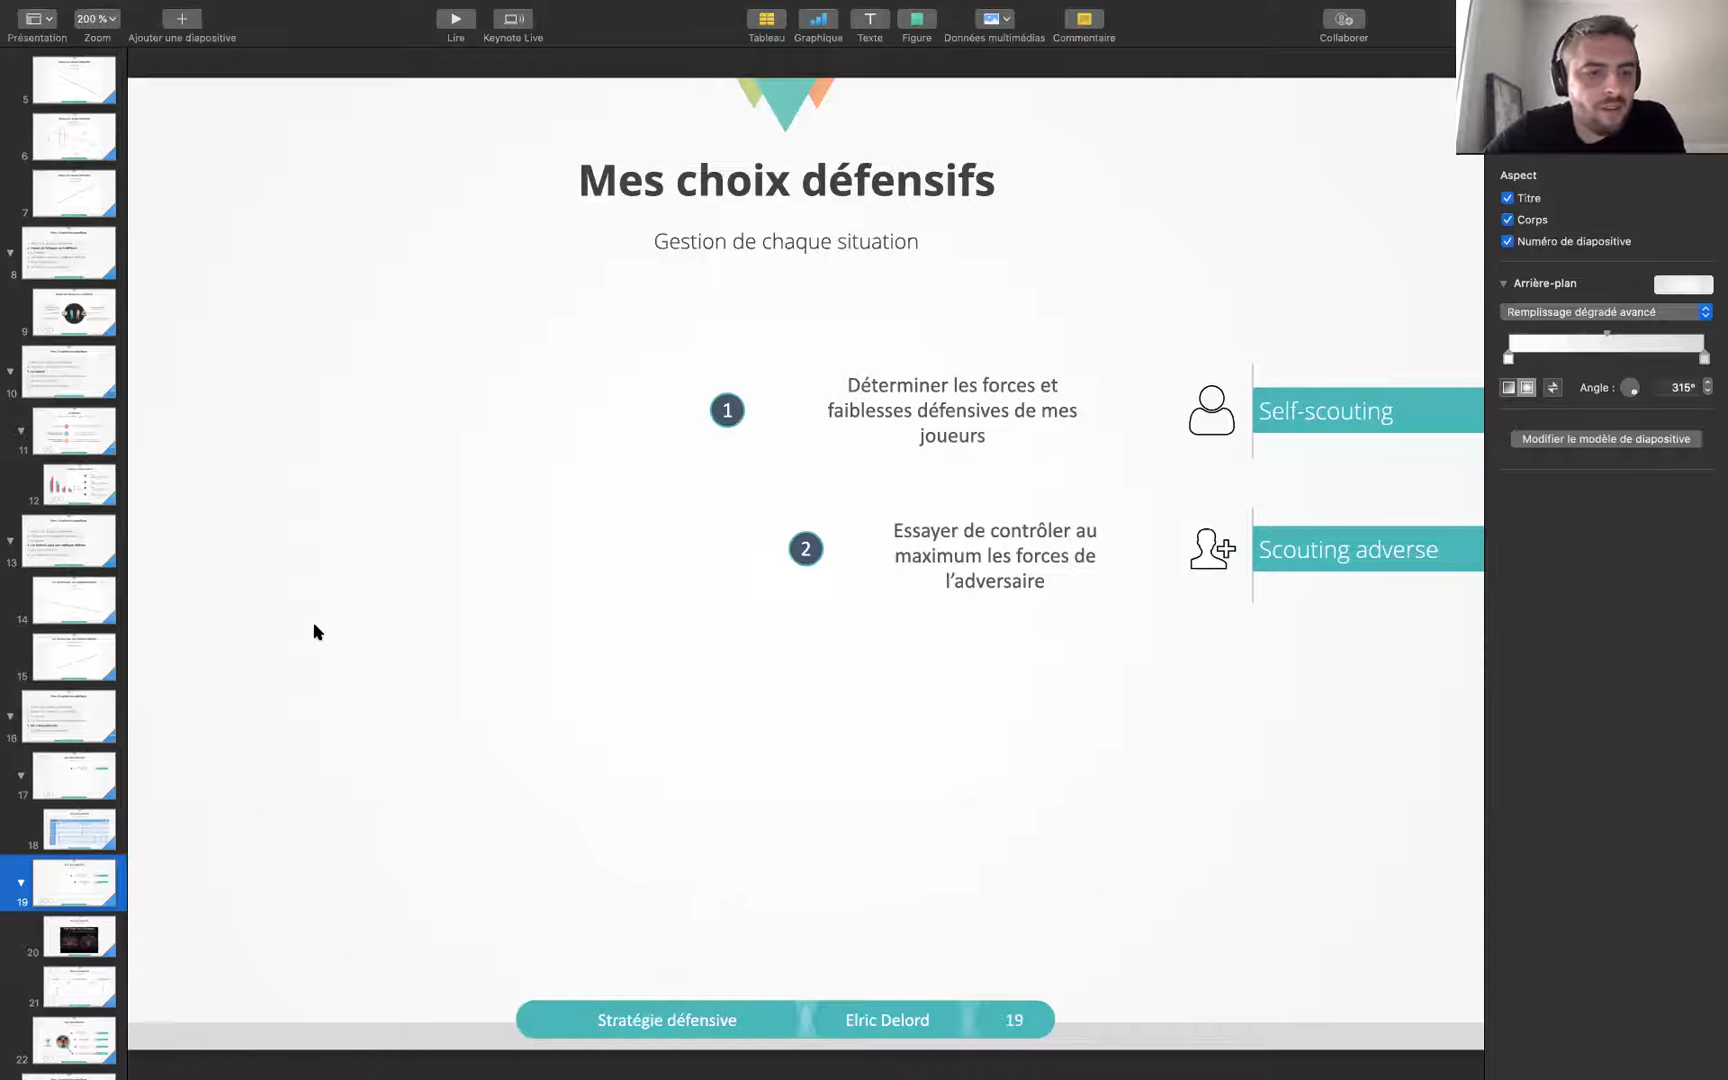 Présentation
200 %
Zoom
Ajouter une diapositive
Lire
Keynote Live
Tableau
Graphique
T
Texte
Figure
Données multimédias
Commentaire
Collaborer
5
6
7
8
9
10
11
12
13
14
15
16
17
18
19
20
21
22
Mes choix défensifs
Gestion de chaque situation
1
Déterminer les forces et
faiblesses défensives de mes
joueurs
Self-scouting
2
Essayer de contrôler au
maximum les forces de
l’adversaire
Scouting adverse
Stratégie défensive
Elric Delord
19
Aspect
Titre
Corps
Numéro de diapositive
Arrière-plan
Remplissage dégradé avancé
Angle :
315°
Modifier le modèle de diapositive